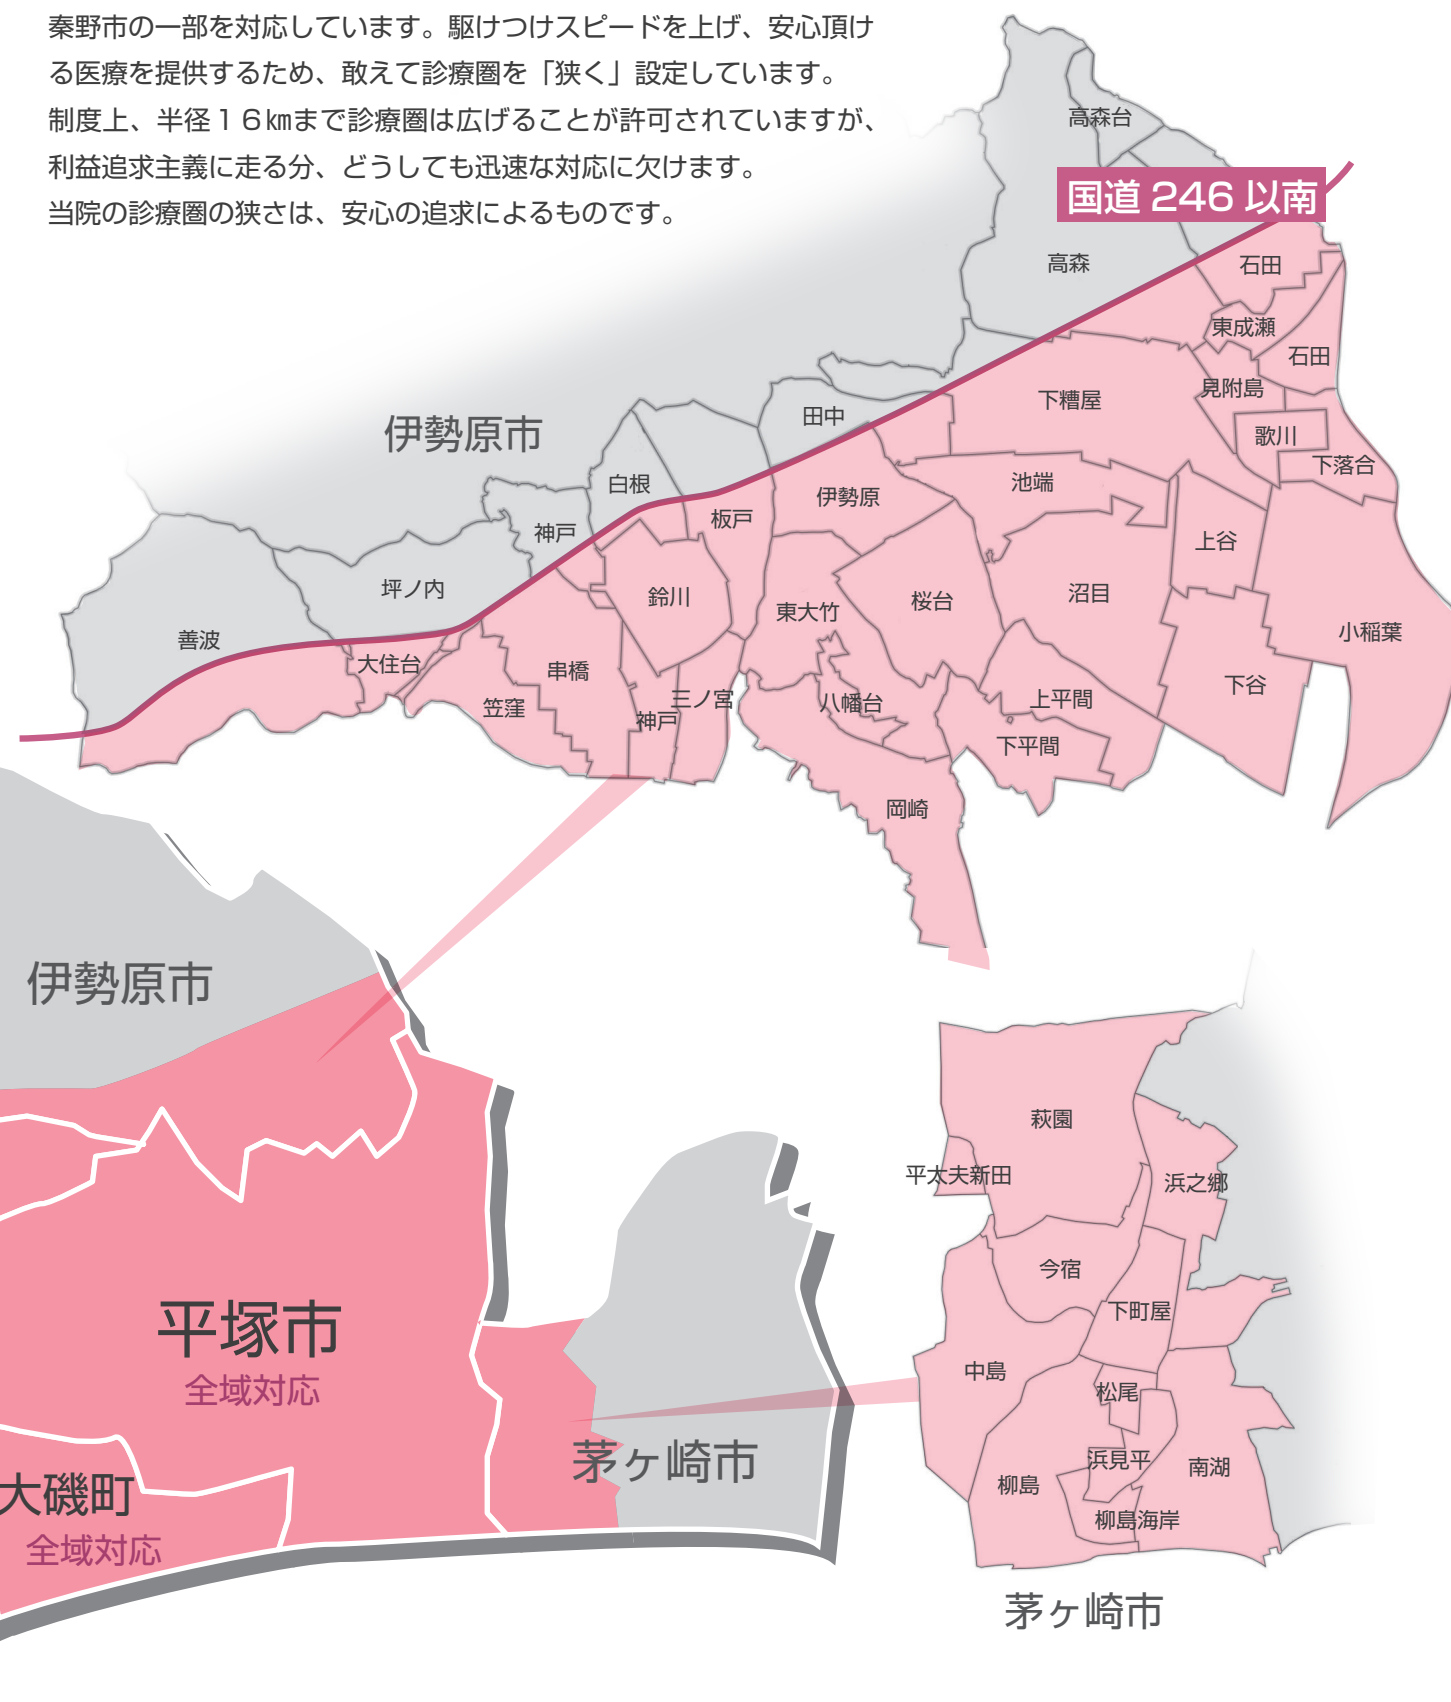 秦野市の一部を対応しています。駆けつけスピードを上げ、安心頂け
る医療を提供するため、敢えて診療圏を「狭く」設定しています。
制度上、半径１６㎞まで診療圏は広げることが許可されていますが、
利益追求主義に走る分、どうしても迅速な対応に欠けます。
当院の診療圏の狭さは、安心の追求によるものです。
高森台
国道 246 以南
高森
石田
東成瀬
石田
見附島
下糟屋
歌川
下落合
伊勢原市
田中
白根
池端
伊勢原
板戸
神戸
上谷
坪ノ内
鈴川
桜台
沼目
東大竹
小稲葉
善波
大住台
串橋
下谷
三ノ宮
上平間
八幡台
笠窪
神戸
下平間
岡崎
伊勢原市
萩園
平太夫新田
浜之郷
今宿
下町屋
平塚市
全域対応
中島
松尾
茅ヶ崎市
浜見平
南湖
柳島
大磯町
柳島海岸
全域対応
茅ヶ崎市